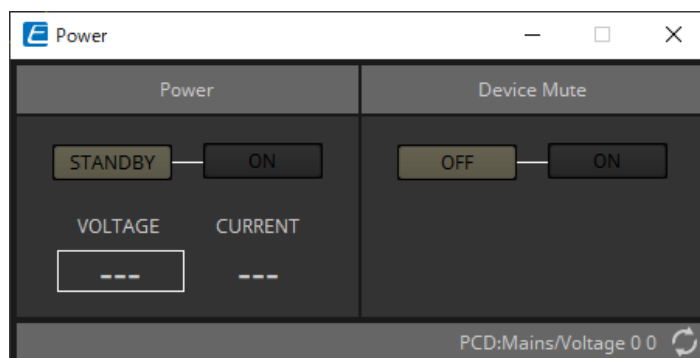 Power
Power Device Mute
STANDBY ON OFF ON
VOLTAGE CURRENT
--- ---
PCD:Mains/Voltage 0 0